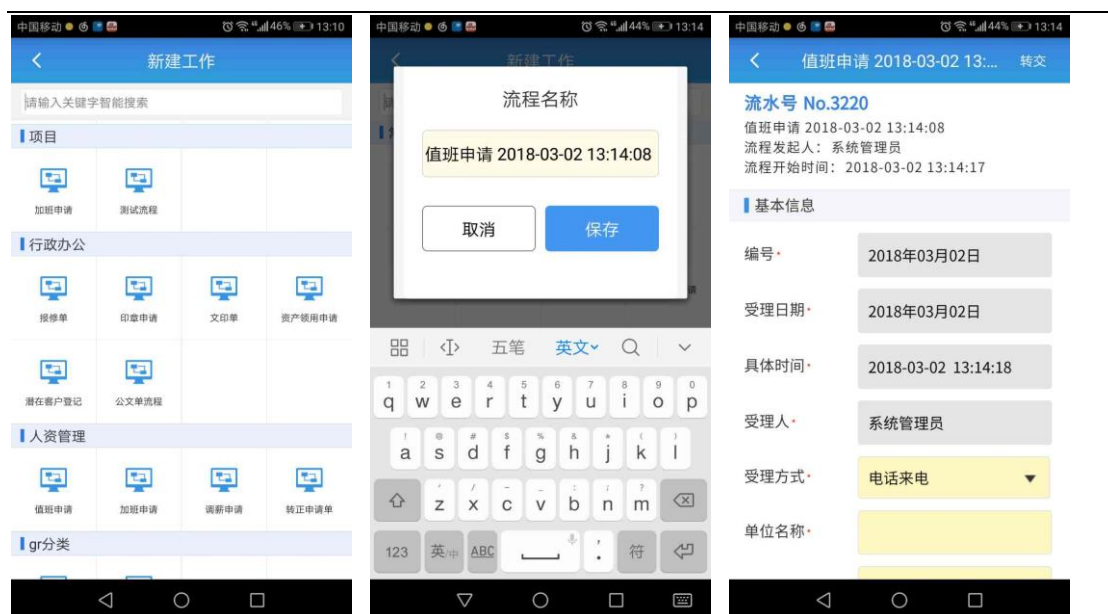 中国移动 46% 13:10
新建工作
请输入关键字智能搜索
项目
加班申请 测试流程
行政办公
报修单 印章申请 文印单 资产领用申请
潜在客户登记 公文单流程
人资管理
值班申请 加班申请 调薪申请 转正申请单
gr分类
中国移动 44% 13:14
新建工作
流程名称
值班申请 2018-03-02 13:14:08
取消 保存
五笔 英文
1 2 3 4 5 6 7 8 9 0
q w e r t y u i o p
a s d f g h j k l
z x c v b n m
123 英/中 ABC 符
中国移动 44% 13:14
值班申请 2018-03-02 13:... 转交
流水号 No.3220
值班申请 2018-03-02 13:14:08
流程发起人： 系统管理员
流程开始时间： 2018-03-02 13:14:17
基本信息
编号· 2018年03月02日
受理日期· 2018年03月02日
具体时间· 2018-03-02 13:14:18
受理人· 系统管理员
受理方式· 电话来电
单位名称·